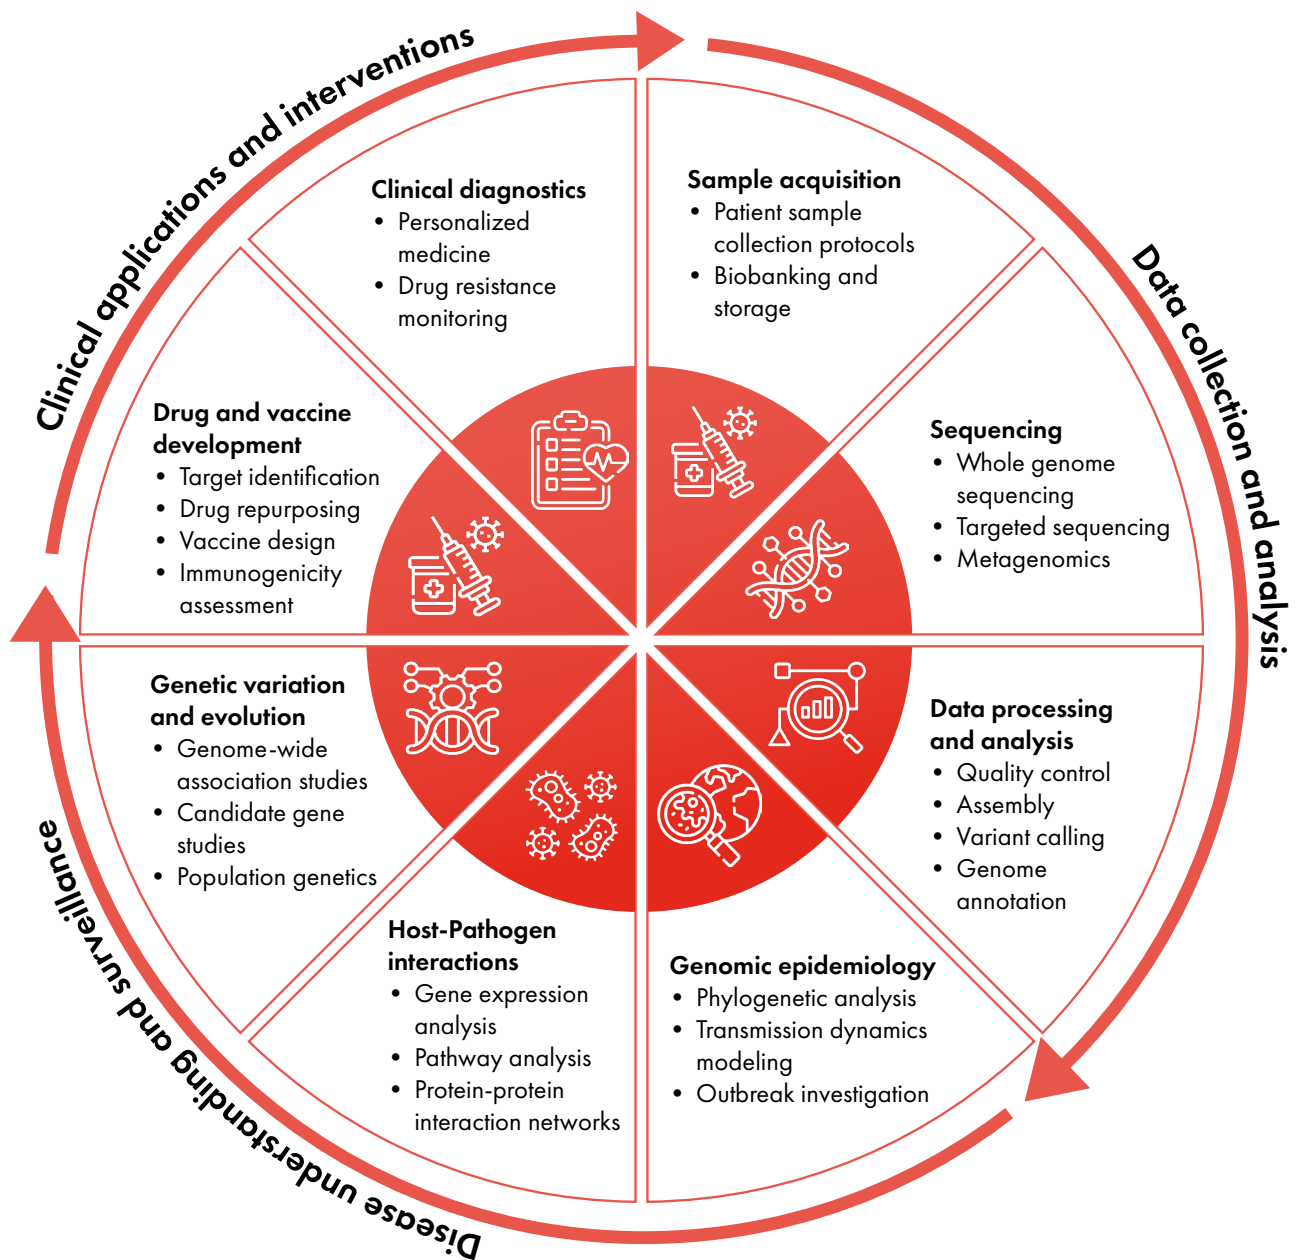 Clinical applications and interventions
Data collection and analysis
Disease understanding and surveillance
Sample acquisition
• Patient sample
collection protocols
• Biobanking and
storage
Sequencing
• Whole genome
sequencing
• Targeted sequencing
• Metagenomics
Data processing
and analysis
• Quality control
• Assembly
• Variant calling
• Genome
annotation
Genomic epidemiology
• Phylogenetic analysis
• Transmission dynamics
modeling
• Outbreak investigation
Host-Pathogen
interactions
• Gene expression
analysis
• Pathway analysis
• Protein-protein
interaction networks
Genetic variation
and evolution
• Genome-wide
association studies
• Candidate gene
studies
• Population genetics
Drug and vaccine
development
• Target identification
• Drug repurposing
• Vaccine design
• Immunogenicity
assessment
Clinical diagnostics
• Personalized
medicine
• Drug resistance
monitoring